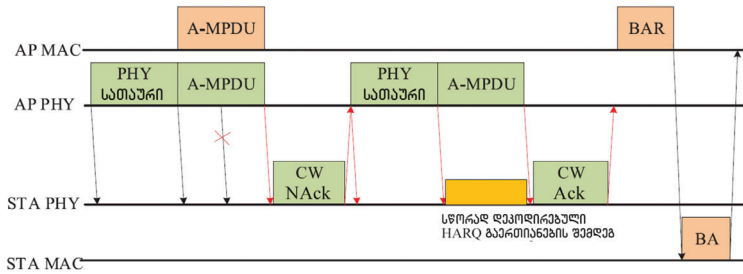 A-MPDU
BAR
AP MAC
PHY
ᲡᲐᲗᲐᲣᲠᲘ
A-MPDU
PHY
ᲡᲐᲗᲐᲣᲠᲘ
A-MPDU
AP PHY
CW
NAck
CW
Ack
STA PHY
ᲡᲬᲝᲠᲐᲓ ᲓᲔᲙᲝᲓᲘᲠᲔᲑᲣᲚᲘ
HARQ ᲒᲐᲔᲠᲗᲘᲐᲜᲔᲑᲘᲡ ᲨᲔᲛᲓᲔᲒ
BA
STA MAC